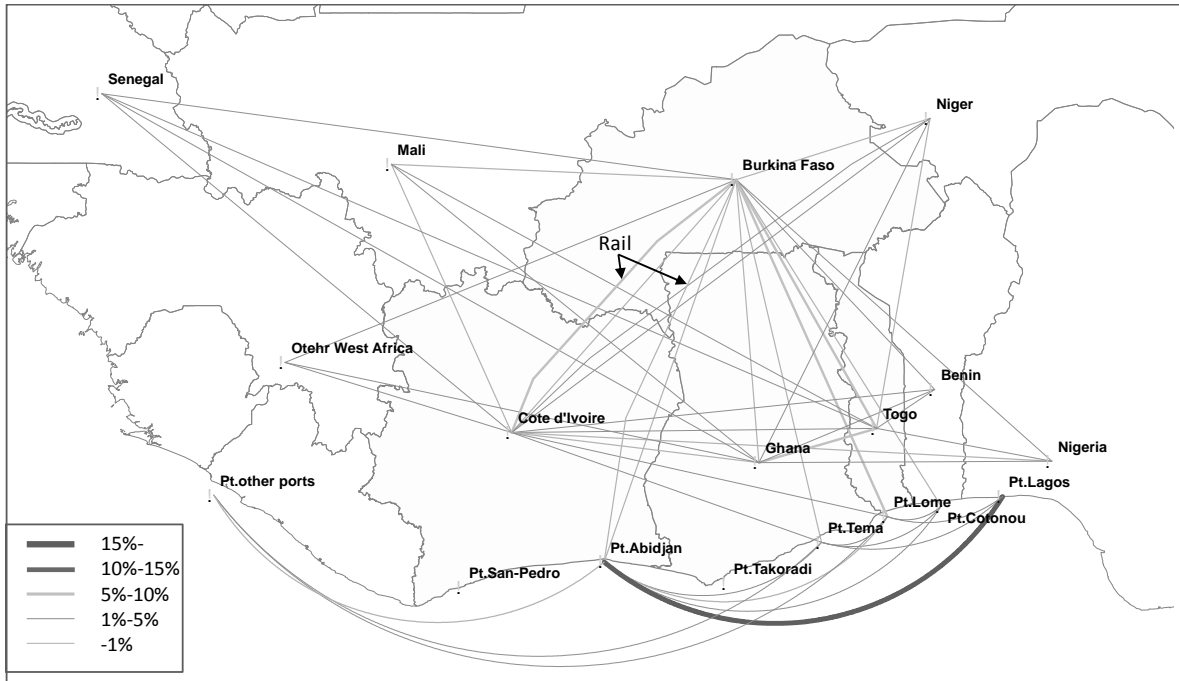 Senegal
Niger
Mali
Burkina Faso
Rail
Otehr West Africa
Benin
Cote d'Ivoire
Togo
Ghana
Nigeria
Pt.other ports
Pt.Lagos
Pt.Lome
Pt.Cotonou
Pt.Tema
Pt.Abidjan
Pt.San-Pedro
Pt.Takoradi
15%-
10%-15%
5%-10%
1%-5%
-1%